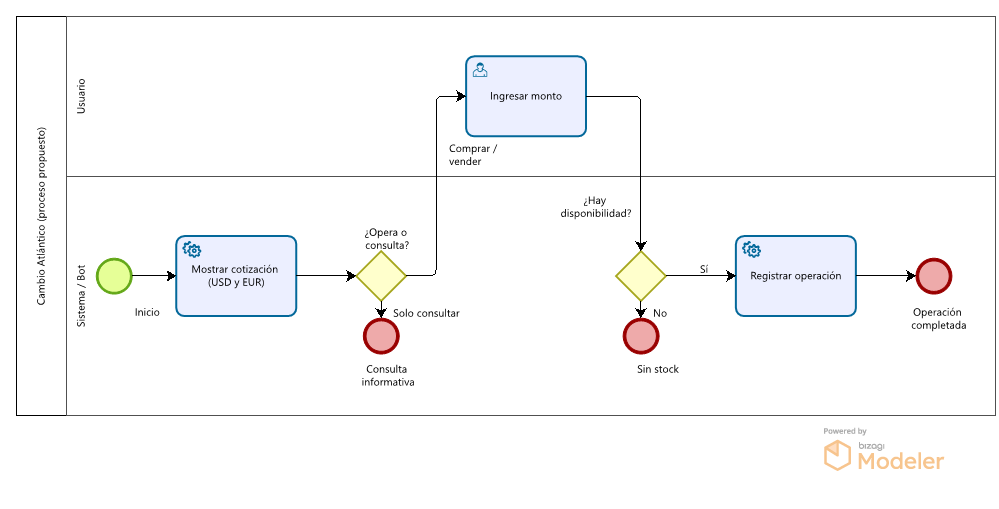 Cambio Atlántico (proceso propuesto)
Usuario
Ingresar monto
Comprar /
vender
Sistema / Bot
Inicio
Mostrar cotización
(USD y EUR)
¿Opera o
consulta?
Solo consultar
Consulta
informativa
¿Hay
disponibilidad?
Sí
No
Sin stock
Registrar operación
Operación
completada
Powered by
bizagi
Modeler